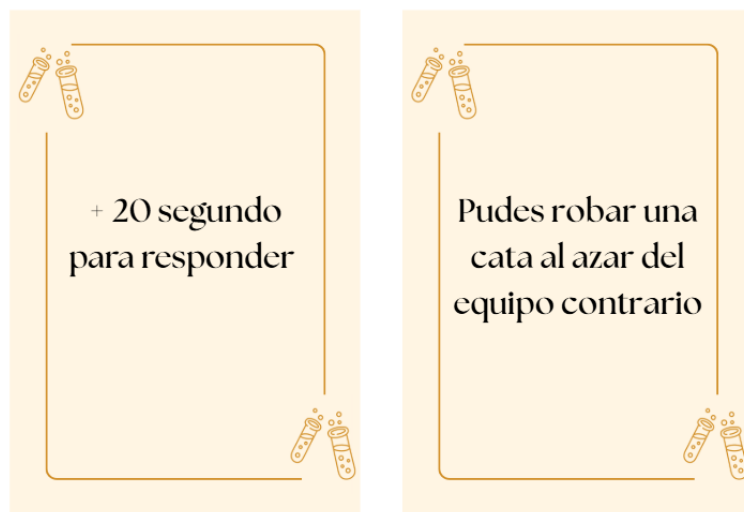 + 20 segundo
para responder
Pudes robar una
cata al azar del
equipo contrario